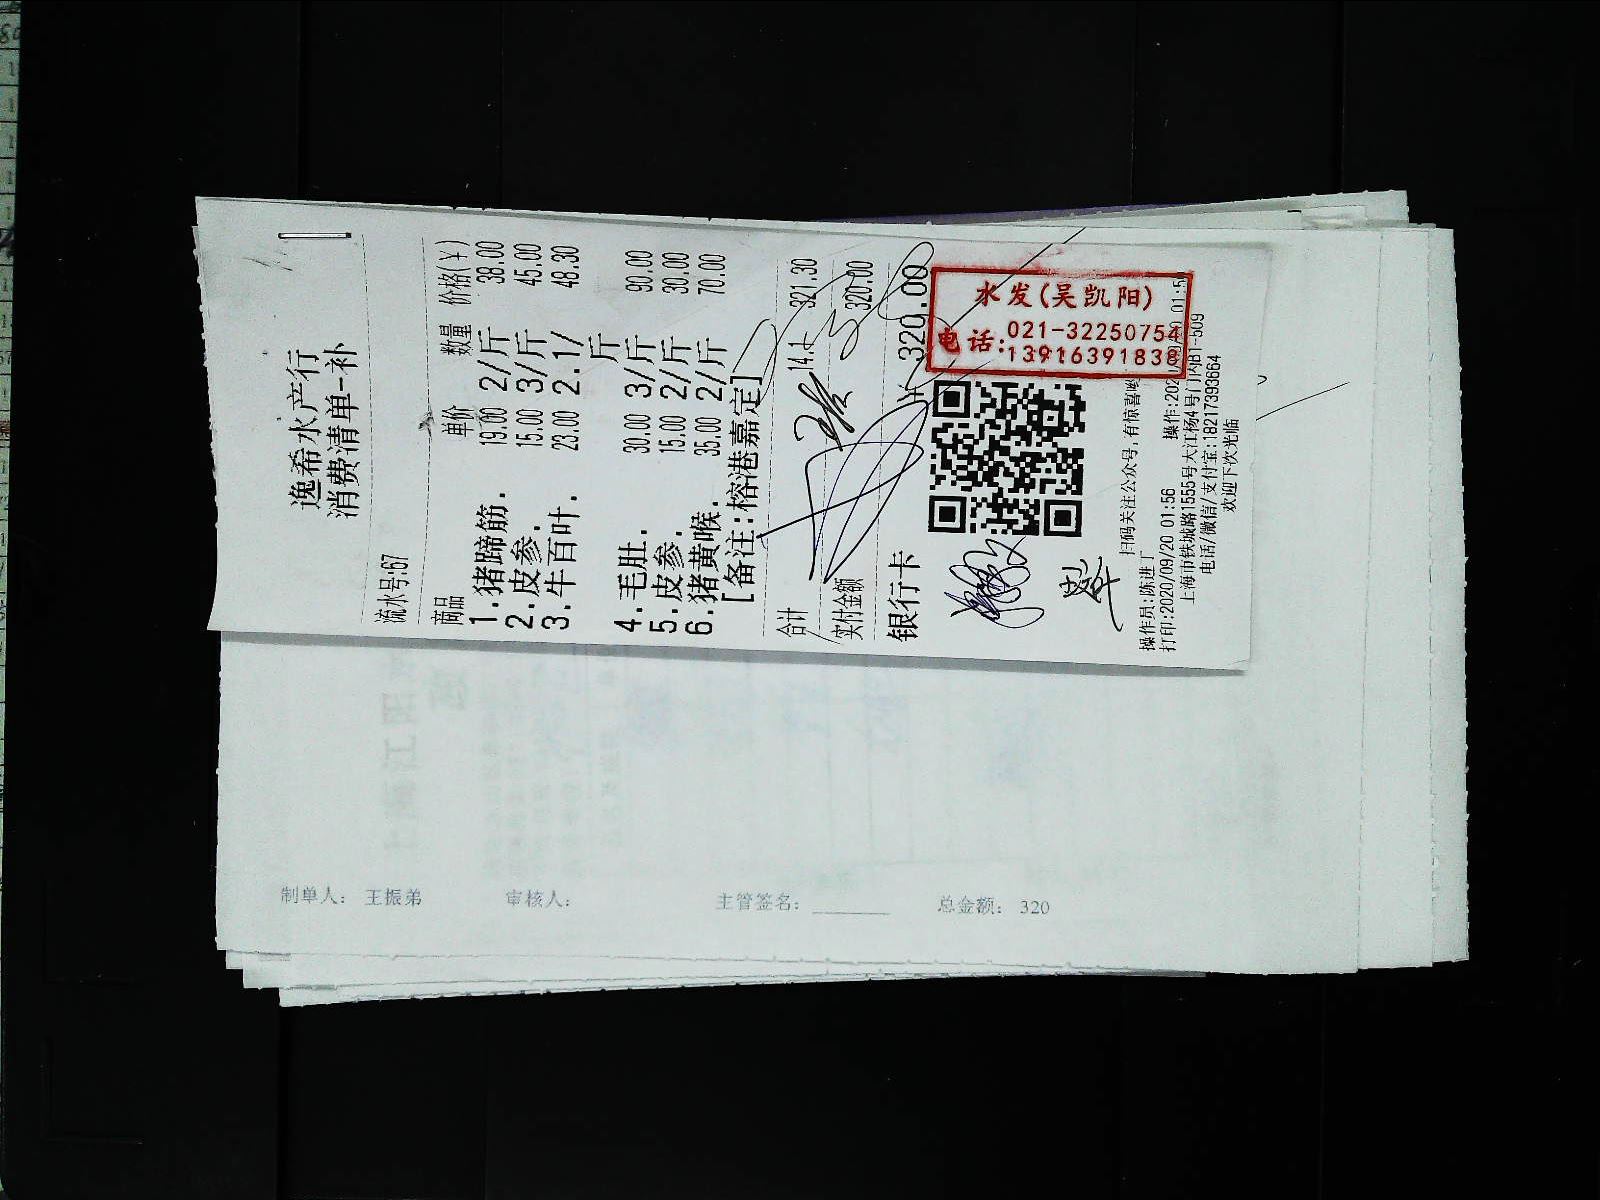 逸希水产行
消费清单-补
流水号:67
商品 单价 数量 价格(￥)
1.猪蹄筋. 19.00 2/斤 38.00
2.皮参. 15.00 3/斤 45.00
3.牛百叶. 23.00 2.1/斤 48.30
4.毛肚. 30.00 3/斤 90.00
5.皮参. 15.00 2/斤 30.00
6.猪黄喉. 35.00 2/斤 70.00
[备注:榕港嘉定]
合计 14.1 321.30
实付金额 320.00
银行卡 ￥320.00
水发(吴凯阳)
电话:021-32250754
13916391838
扫码关注公众号,有惊喜哟
操作员:陈进厂
打印:2020/09/20 01:56
上海市铁城路1555号大江杨4号门内B1-509
电话/微信/支付宝:18217393664
欢迎下次光临
制单人: 王振弟 审核人: 主管签名: 总金额: 320